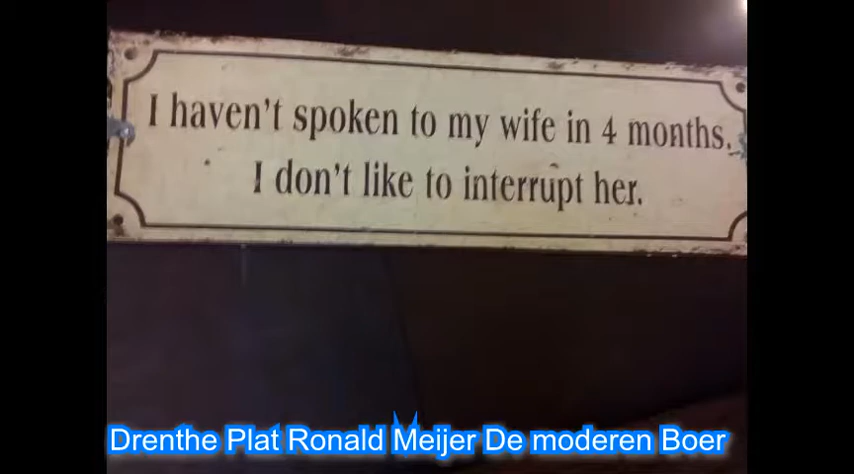 I haven't spoken to my wife in 4 months.
I don't like to interrupt her.
Drenthe Plat Ronald Meijer De moderen Boer